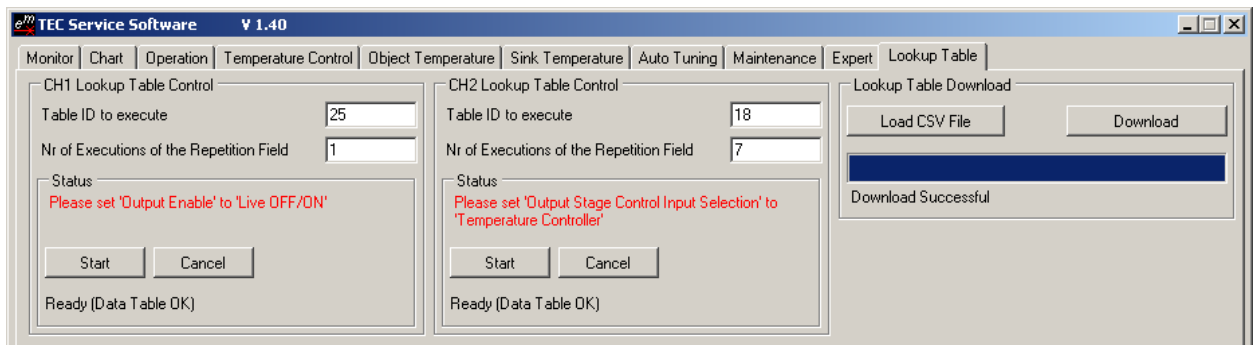 em TEC Service Software V 1.40
Monitor Chart Operation Temperature Control Object Temperature Sink Temperature Auto Tuning Maintenance Expert Lookup Table
CH1 Lookup Table Control
Table ID to execute 25
Nr of Executions of the Repetition Field 1
Status
Please set 'Output Enable' to 'Live OFF/ON'
Start Cancel
Ready (Data Table OK)
CH2 Lookup Table Control
Table ID to execute 18
Nr of Executions of the Repetition Field 7
Status
Please set 'Output Stage Control Input Selection' to
'Temperature Controller'
Start Cancel
Ready (Data Table OK)
Lookup Table Download
Load CSV File Download
Download Successful